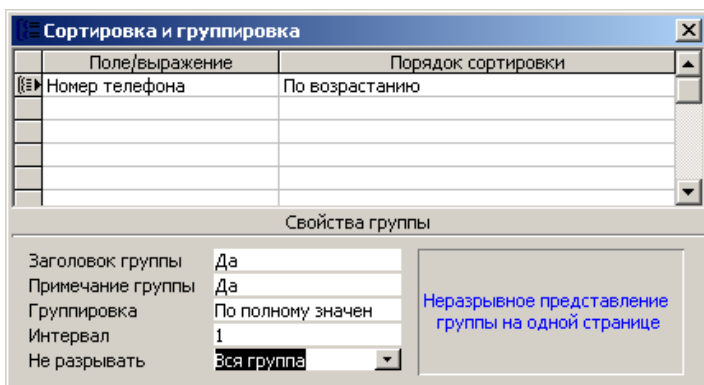 Сортировка и группировка
Поле/выражение Порядок сортировки
Номер телефона По возрастанию
Свойства группы
Заголовок группы Да
Примечание группы Да
Группировка По полному значен
Интервал 1
Не разрывать Вся группа
Неразрывное представление
группы на одной странице